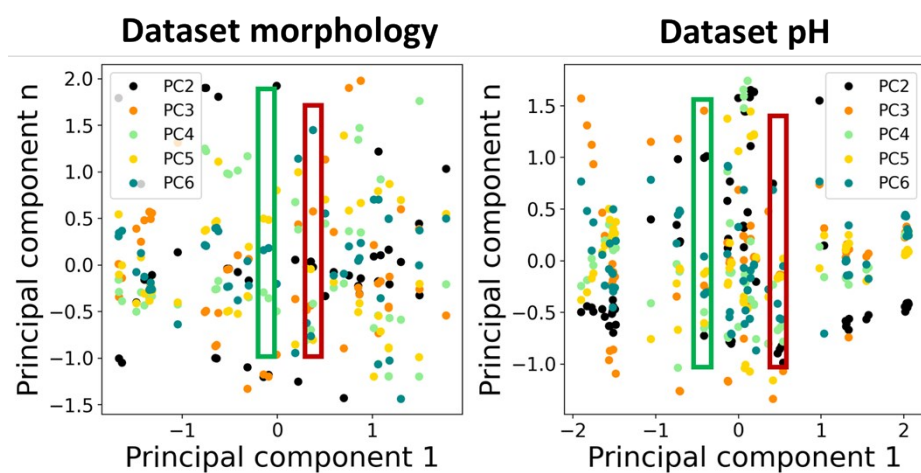 Dataset morphology
Principal component n
2.0
1.5
1.0
0.5
0.0
−0.5
−1.0
−1.5
PC2
PC3
PC4
PC5
PC6
−1
0
1
Principal component 1
Dataset pH
Principal component n
1.5
1.0
0.5
0.0
−0.5
−1.0
PC2
PC3
PC4
PC5
PC6
−2
−1
0
1
2
Principal component 1